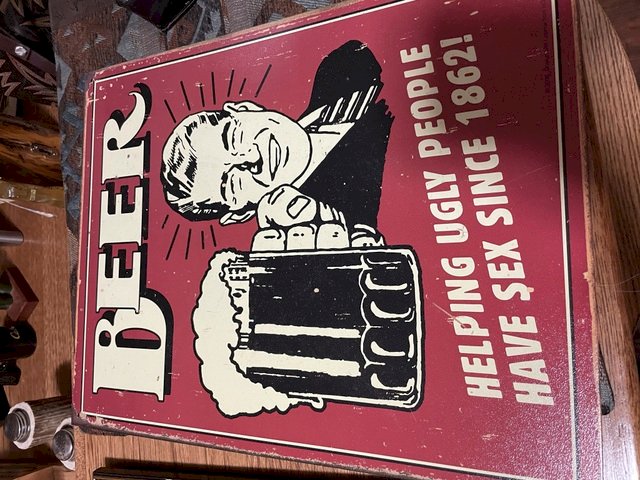 BEER
HELPING UGLY PEOPLE
HAVE SEX SINCE 1862!